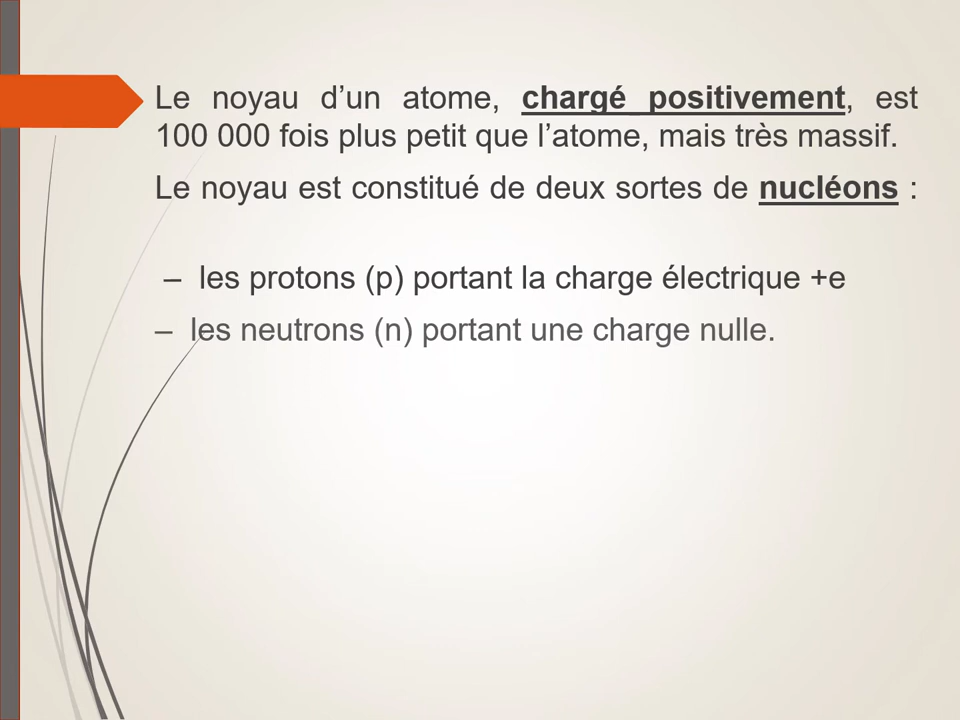 Le noyau d’un atome, chargé positivement, est
100 000 fois plus petit que l’atome, mais très massif.
Le noyau est constitué de deux sortes de nucléons :
– les protons (p) portant la charge électrique +e
– les neutrons (n) portant une charge nulle.